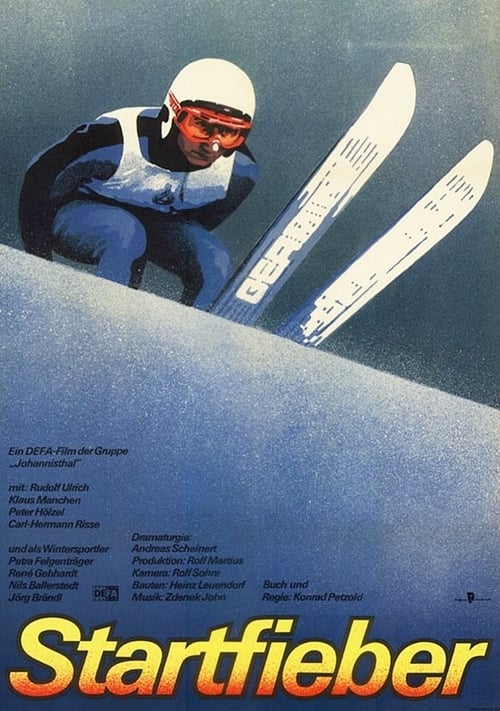 GERMINA
Ein DEFA-Film der Gruppe
„Johannisthal"
mit: Rudolf Ulrich
Klaus Manchen
Peter Hölzel
Carl-Hermann Risse
und als Wintersportler
Petra Felgenträger
René Gebhardt
Nils Ballerstedt
Jörg Brändl
DEFA
Dramaturgie:
Andreas Scheinert
Produktion: Rolf Martius
Kamera: Rolf Sohre
Bauten: Heinz Leuendorf
Musik: Zdenek John
Buch und
Regie: Konrad Petzold
Startfieber